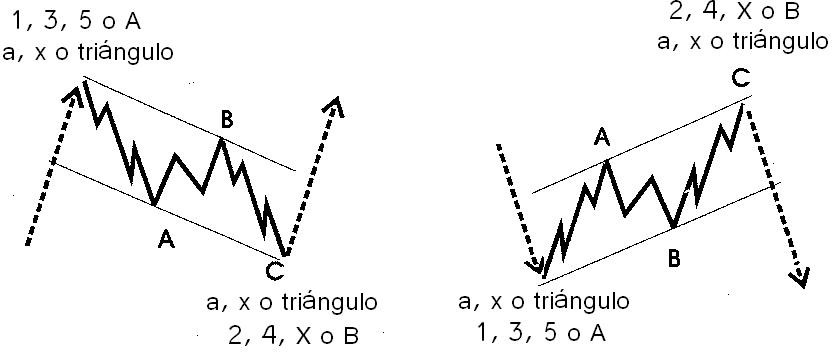 1, 3, 5 o A
a, x o triángulo
B
A
C
a, x o triángulo
2, 4, X o B
2, 4, X o B
a, x o triángulo
C
A
B
a, x o triángulo
1, 3, 5 o A